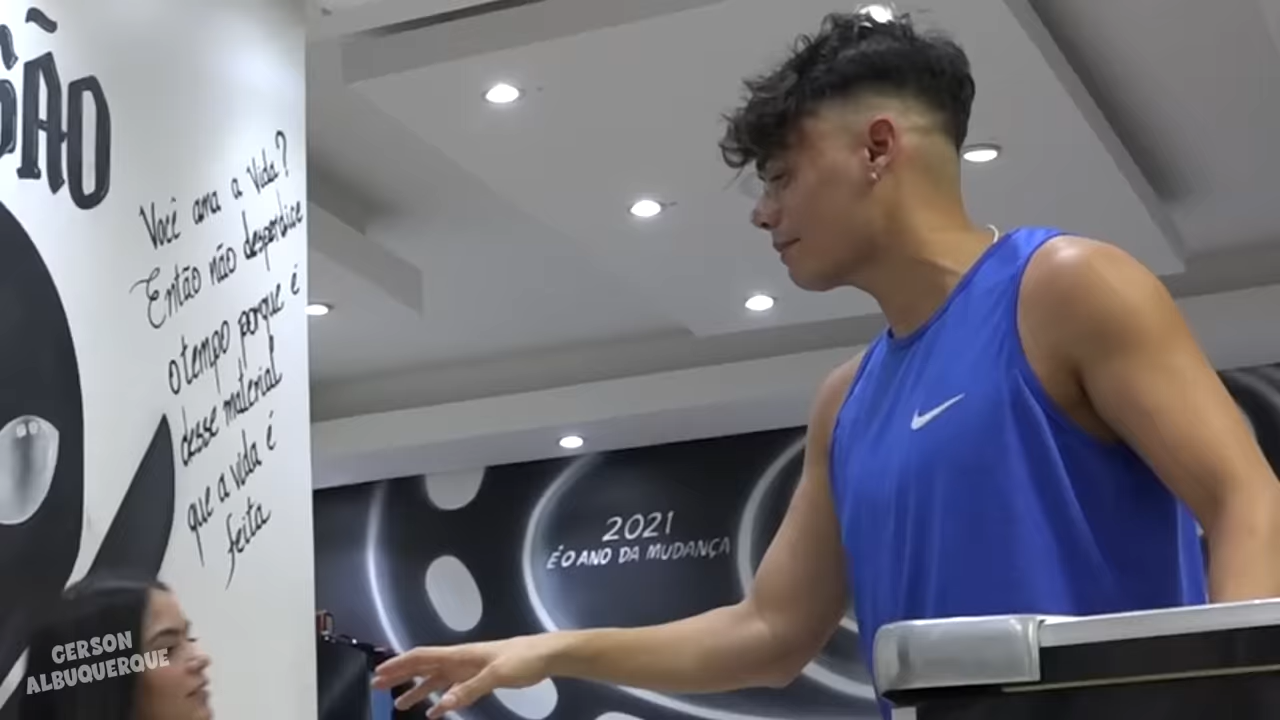 Você ama a vida?
Então não desperdice
o tempo porque é
desse material
que a vida é
feita
2021
É O ANO DA MUDANÇA
GERSON
ALBUQUERQUE